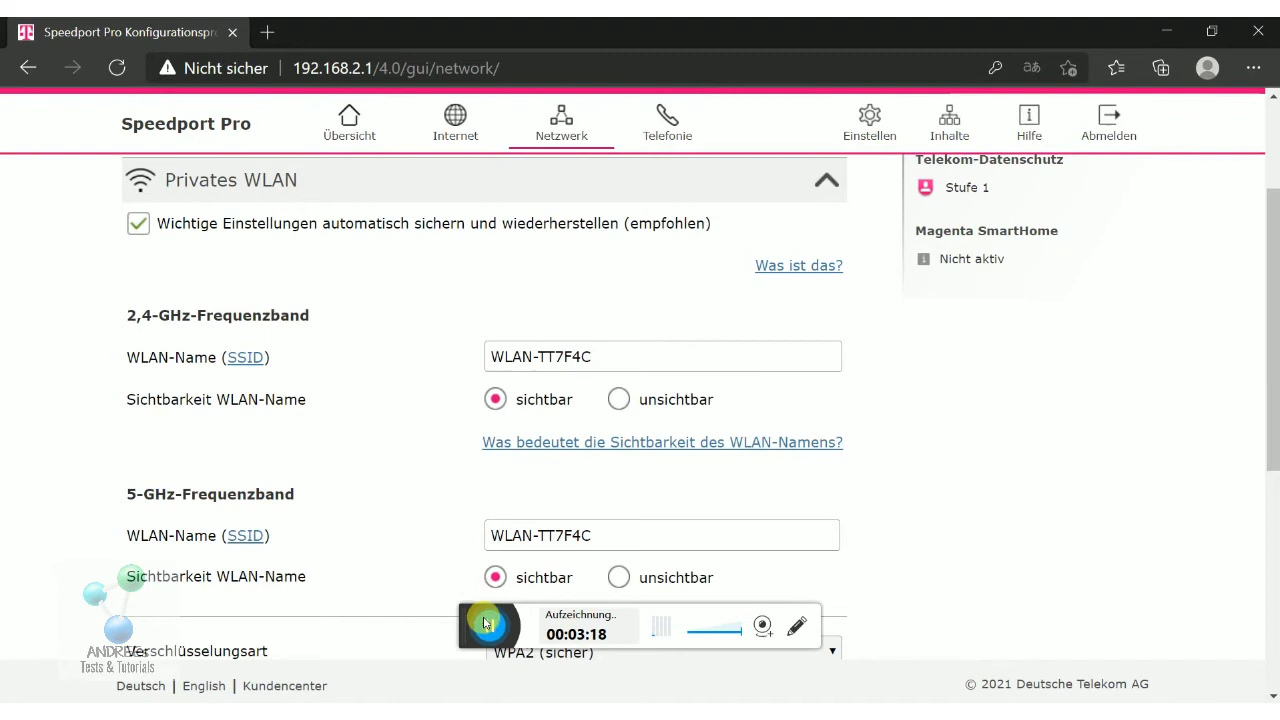 Speedport Pro Konfigurationspr
Nicht sicher | 192.168.2.1/4.0/gui/network/
Speedport Pro
Übersicht
Internet
Netzwerk
Telefonie
Einstellen
Inhalte
Hilfe
Abmelden
Telekom-Datenschutz
Stufe 1
Magenta SmartHome
Nicht aktiv
Privates WLAN
Wichtige Einstellungen automatisch sichern und wiederherstellen (empfohlen)
Was ist das?
2,4-GHz-Frequenzband
WLAN-Name (SSID) WLAN-TT7F4C
Sichtbarkeit WLAN-Name sichtbar unsichtbar
Was bedeutet die Sichtbarkeit des WLAN-Namens?
5-GHz-Frequenzband
WLAN-Name (SSID) WLAN-TT7F4C
Sichtbarkeit WLAN-Name sichtbar unsichtbar
Aufzeichnung..
00:03:18
Verschlüsselungsart WPA2 (sicher)
Tests & Tutorials
Deutsch | English | Kundencenter
© 2021 Deutsche Telekom AG